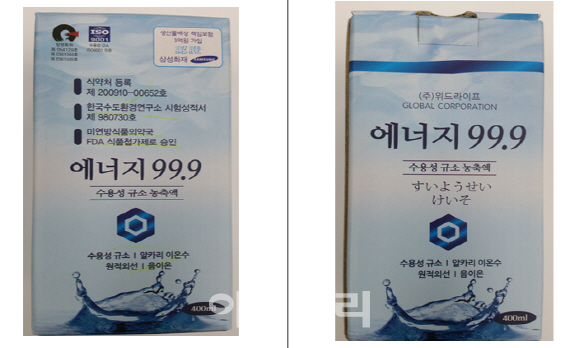 ISO
9001
생산물배상 책임보험
삼성화재 SAMSUNG
식약처 등록
제 200910-00652호
한국수도환경연구소 시험성적서
제 980730호
미연방식품의약국
FDA 식품첨가제로 승인
에너지 99.9
수용성 규소 농축액
수용성 규소 | 알카리 이온수
원적외선 | 음이온
400ml
(주)위드라이프
GLOBAL CORPORATION
에너지 99.9
수용성 규소 농축액
すいようせい
けいそ
수용성 규소 | 알카리 이온수
원적외선 | 음이온
400ml